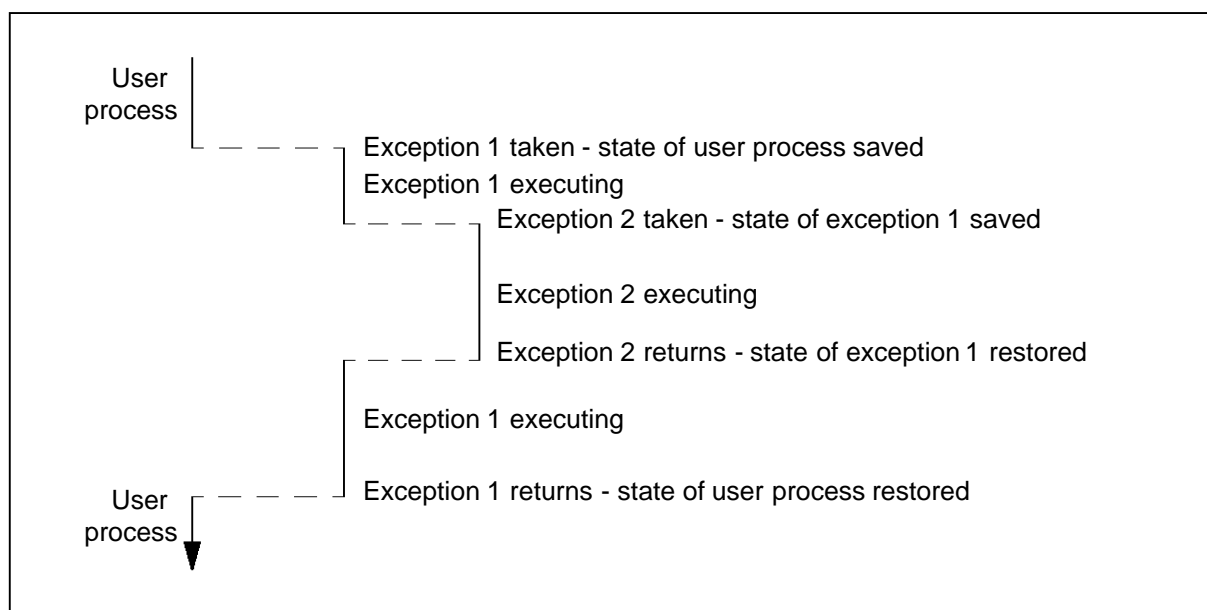 User
process
Exception 1 taken - state of user process saved
Exception 1 executing
Exception 2 taken - state of exception 1 saved
Exception 2 executing
Exception 2 returns - state of exception 1 restored
Exception 1 executing
Exception 1 returns - state of user process restored
User
process